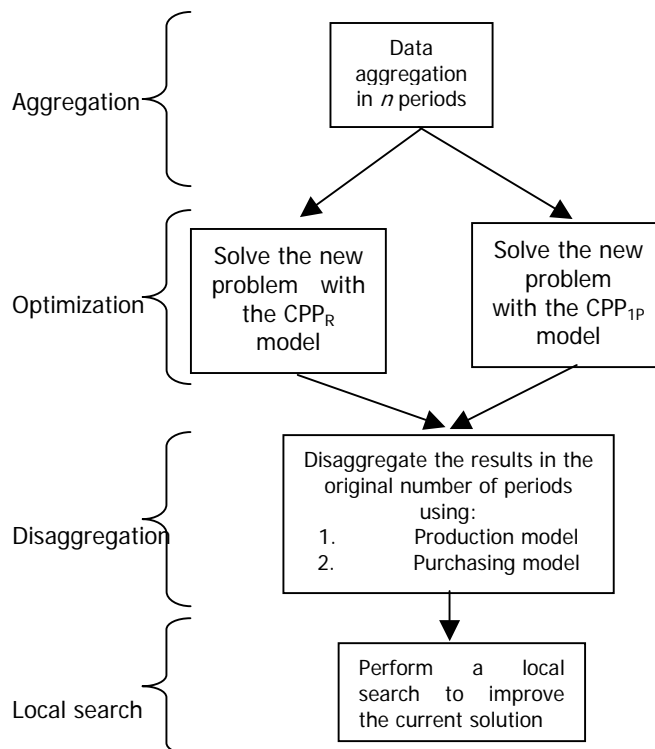 Data
aggregation
in n periods
Aggregation
Solve the new
problem with
the CPP_R
model
Solve the new
problem
with the CPP_1P
model
Optimization
Disaggregate the results in the
original number of periods
using:
1. Production model
2. Purchasing model
Disaggregation
Perform a local
search to improve
the current solution
Local search